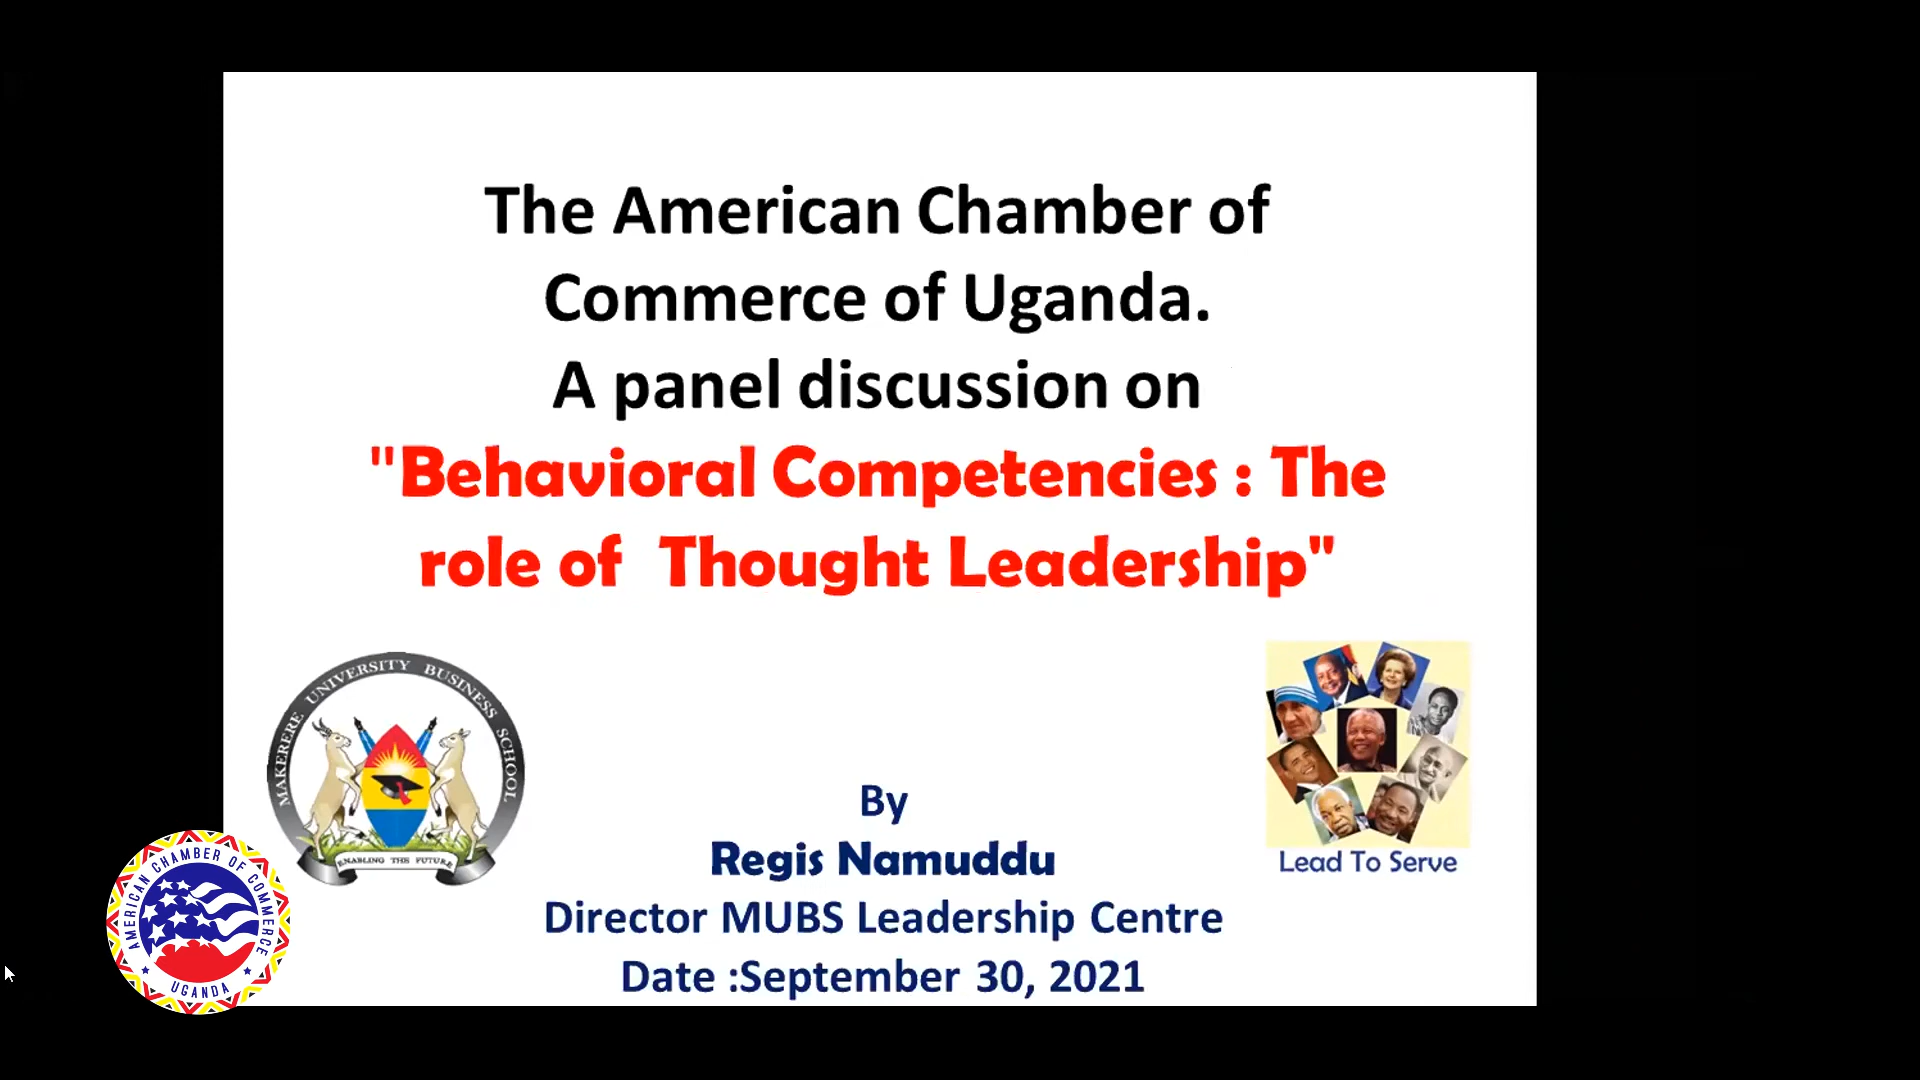 The American Chamber of
Commerce of Uganda.
A panel discussion on
"Behavioral Competencies : The
role of  Thought Leadership"
MAKERERE UNIVERSITY BUSINESS SCHOOL
ENABLING THE FUTURE
Lead To Serve
By
Regis Namuddu
Director MUBS Leadership Centre
Date :September 30, 2021
AMERICAN CHAMBER OF COMMERCE
UGANDA